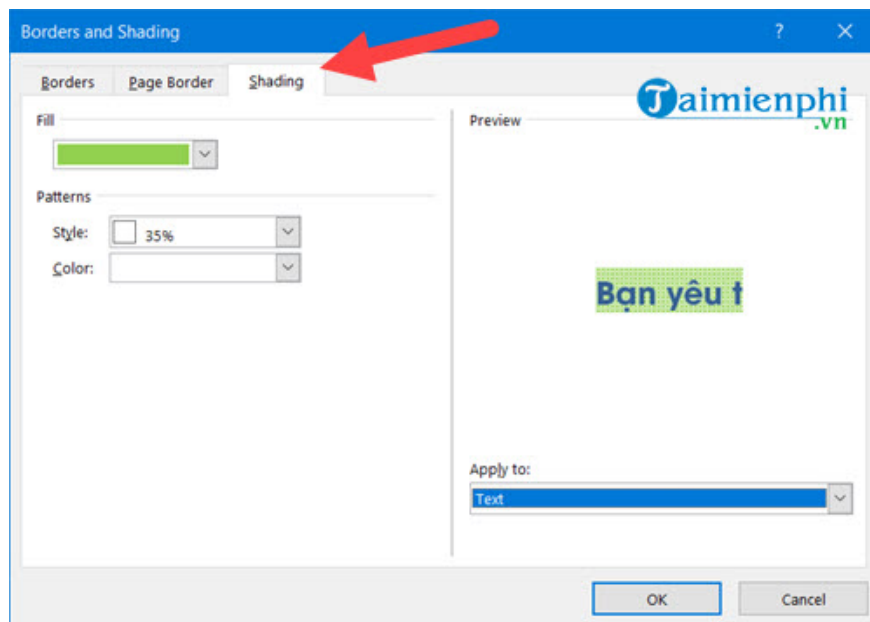 Borders and Shading
Borders Page Border Shading
Taimienphi
.vn
Fill
Preview
Patterns
Style: 35%
Color:
Bạn yêu t
Apply to:
Text
OK Cancel